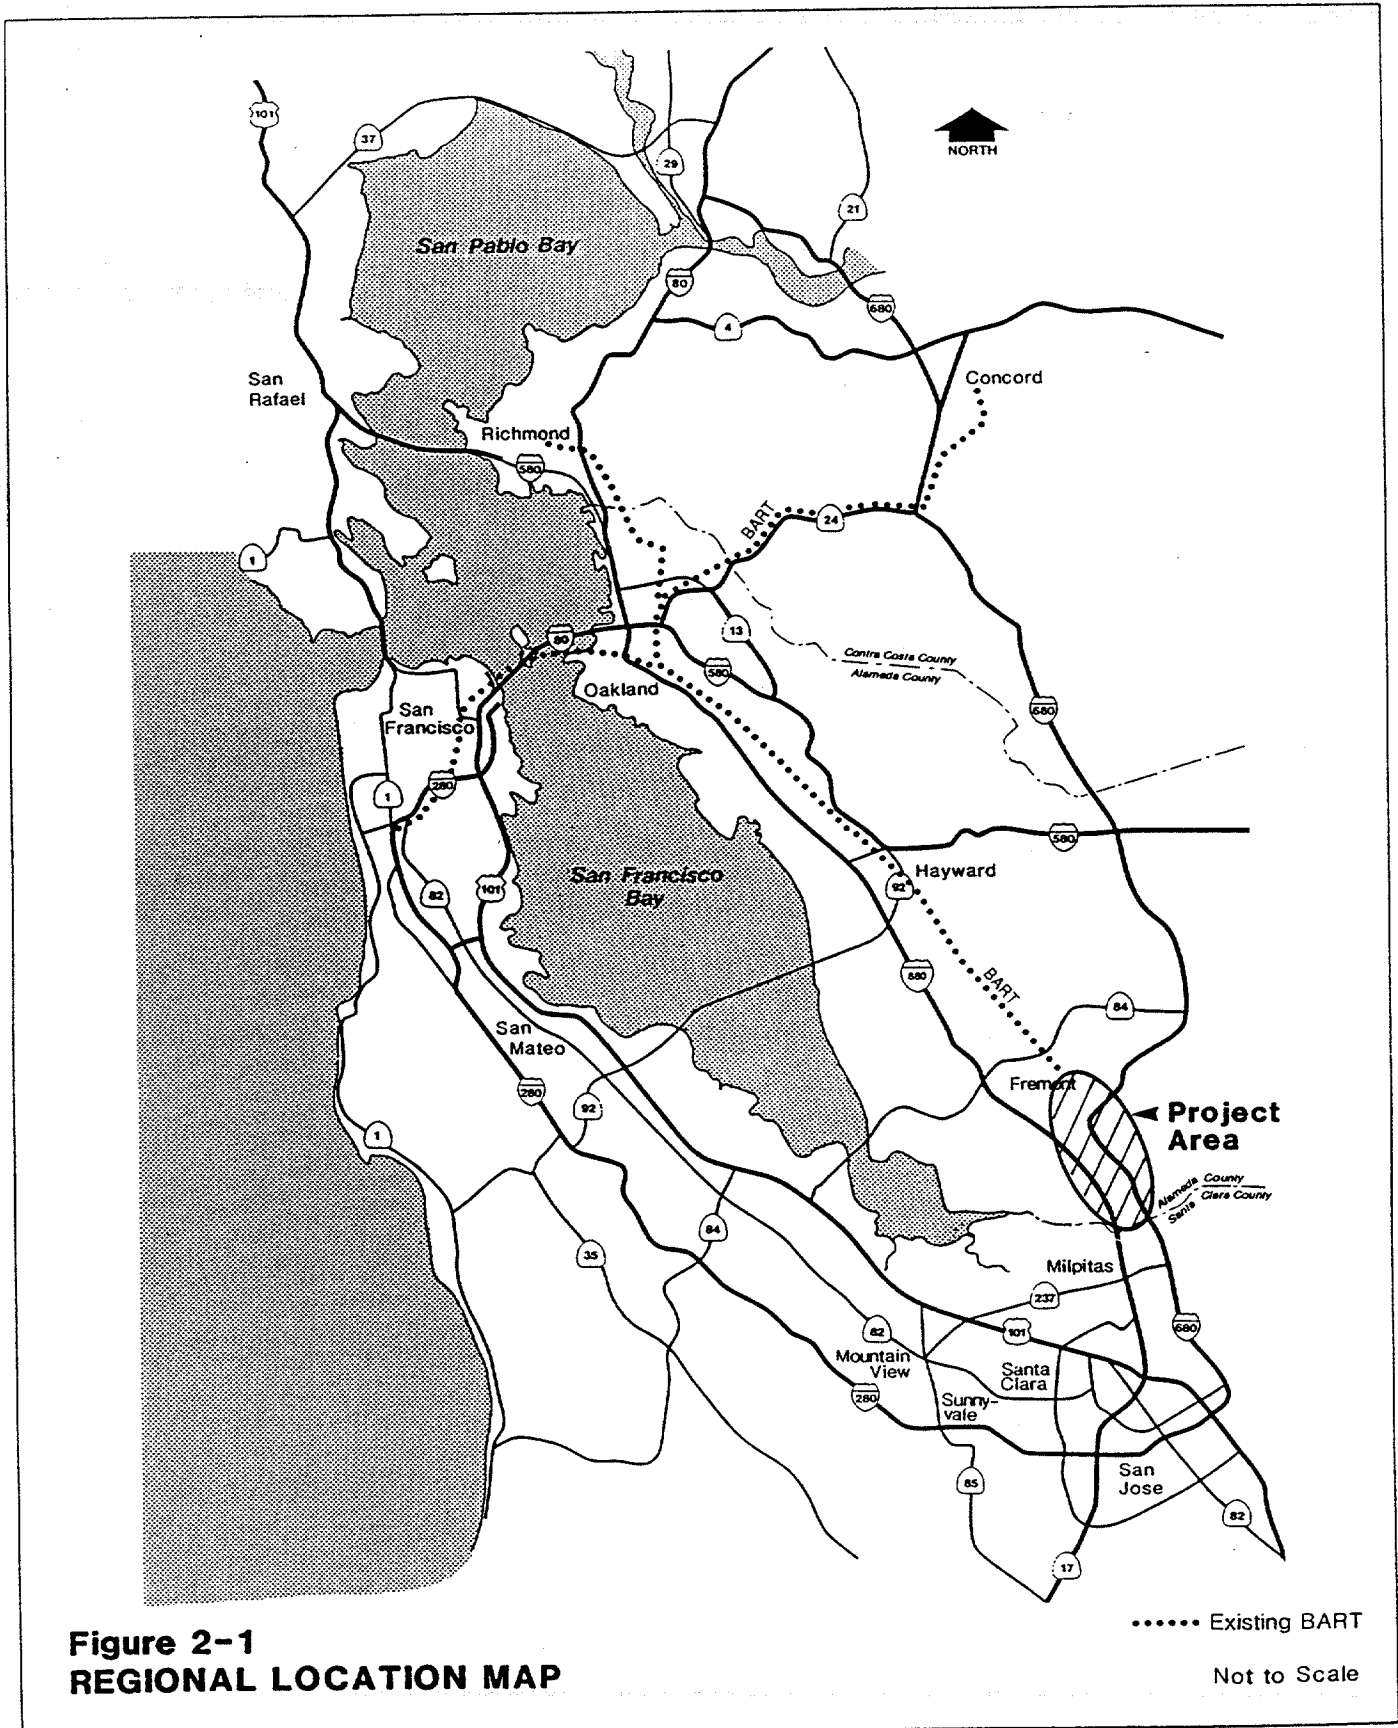 101
37
29
NORTH
21
San Pablo Bay
80
680
4
San
Rafael
Concord
Richmond
580
BART
24
1
13
80
Contra Costa County
Alameda County
580
Oakland
San
Francisco
680
280
1
580
San Francisco
Bay
Hayward
82
101
92
880
BART
84
San
Mateo
Fremont
280
92
Project
Area
1
Alameda County
Santa Clara County
84
35
Milpitas
237
82
101
680
Mountain
View
Santa
Clara
280
Sunny-
vale
San
Jose
85
82
17
Existing BART
Figure 2-1
REGIONAL LOCATION MAP
Not to Scale